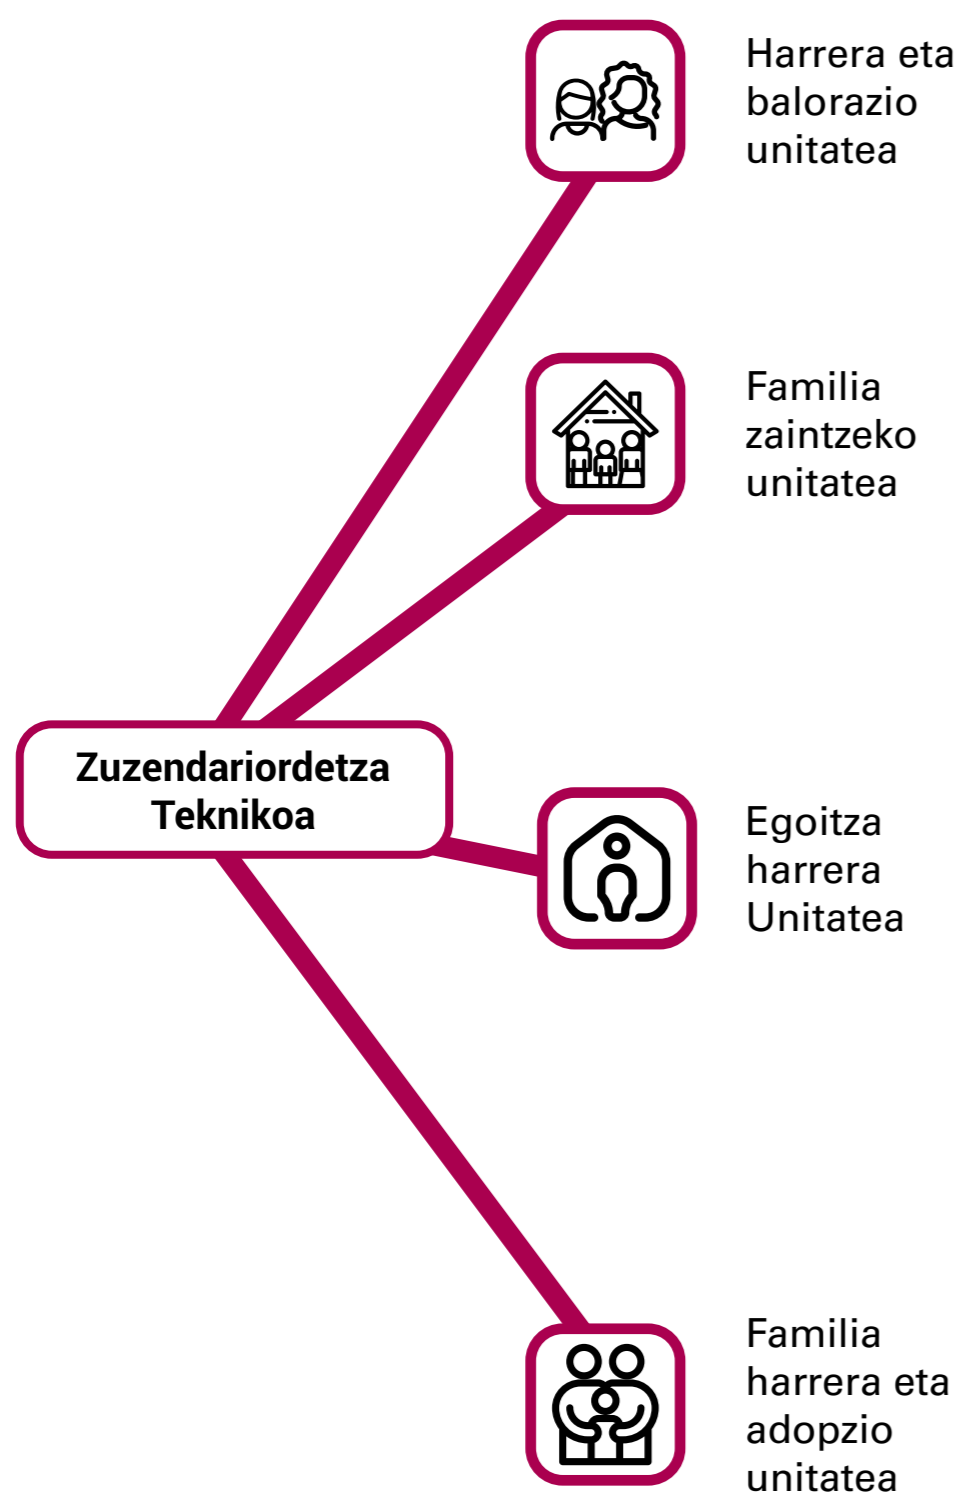 Harrera eta
balorazio
unitatea
Familia
zaintzeko
unitatea
Zuzendariordetza
Teknikoa
Egoitza
harrera
Unitatea
Familia
harrera eta
adopzio
unitatea